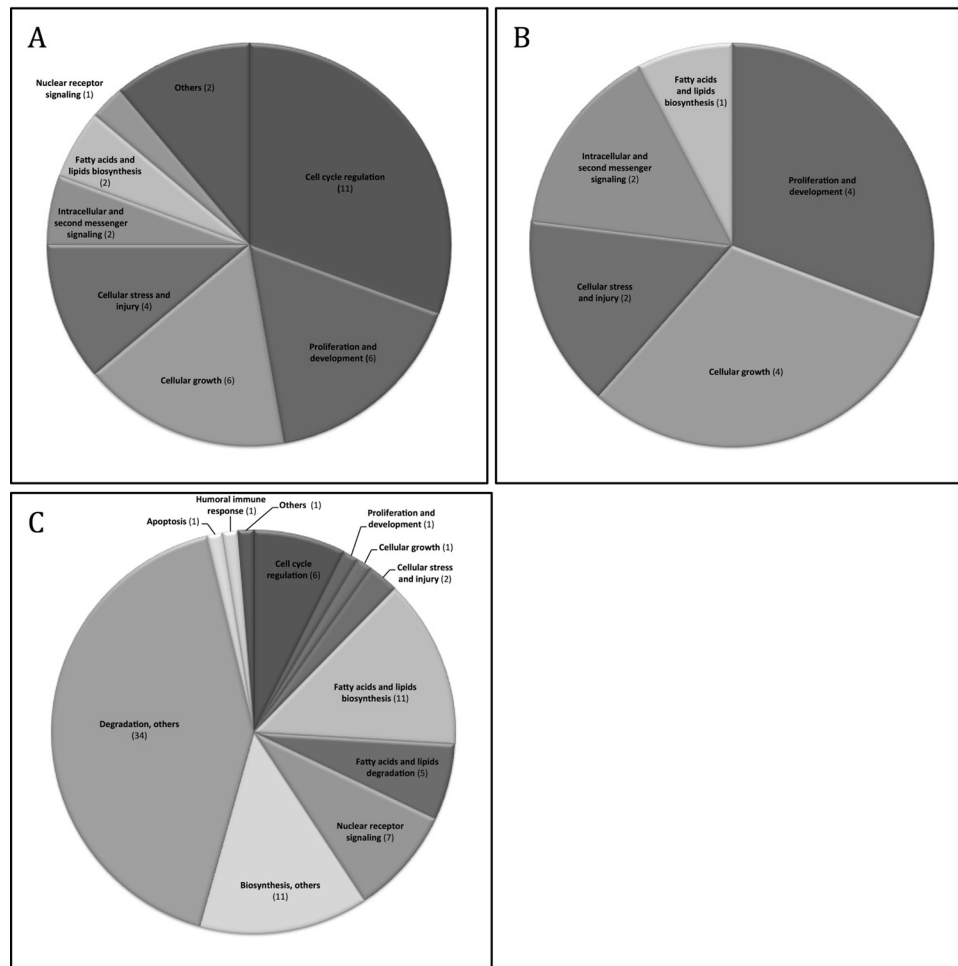 A
Nuclear receptor
signaling (1)
Others (2)
Cell cycle regulation
(11)
Fatty acids and
lipids biosynthesis
(2)
Intracellular and
second messenger
signaling (2)
Cellular stress and
injury (4)
Proliferation and
development (6)
Cellular growth (6)
B
Fatty acids
and lipids
biosynthesis (1)
Intracellular and
second messenger
signaling (2)
Proliferation and
development (4)
Cellular stress
and injury (2)
Cellular growth (4)
C
Humoral immune
response (1)
Apoptosis (1)
Others (1)
Proliferation and
development (1)
Cellular growth (1)
Cell cycle
regulation (6)
Cellular stress
and injury (2)
Fatty acids and lipids
biosynthesis (11)
Degradation, others
(34)
Fatty acids and lipids
degradation (5)
Nuclear receptor
signaling (7)
Biosynthesis, others
(11)